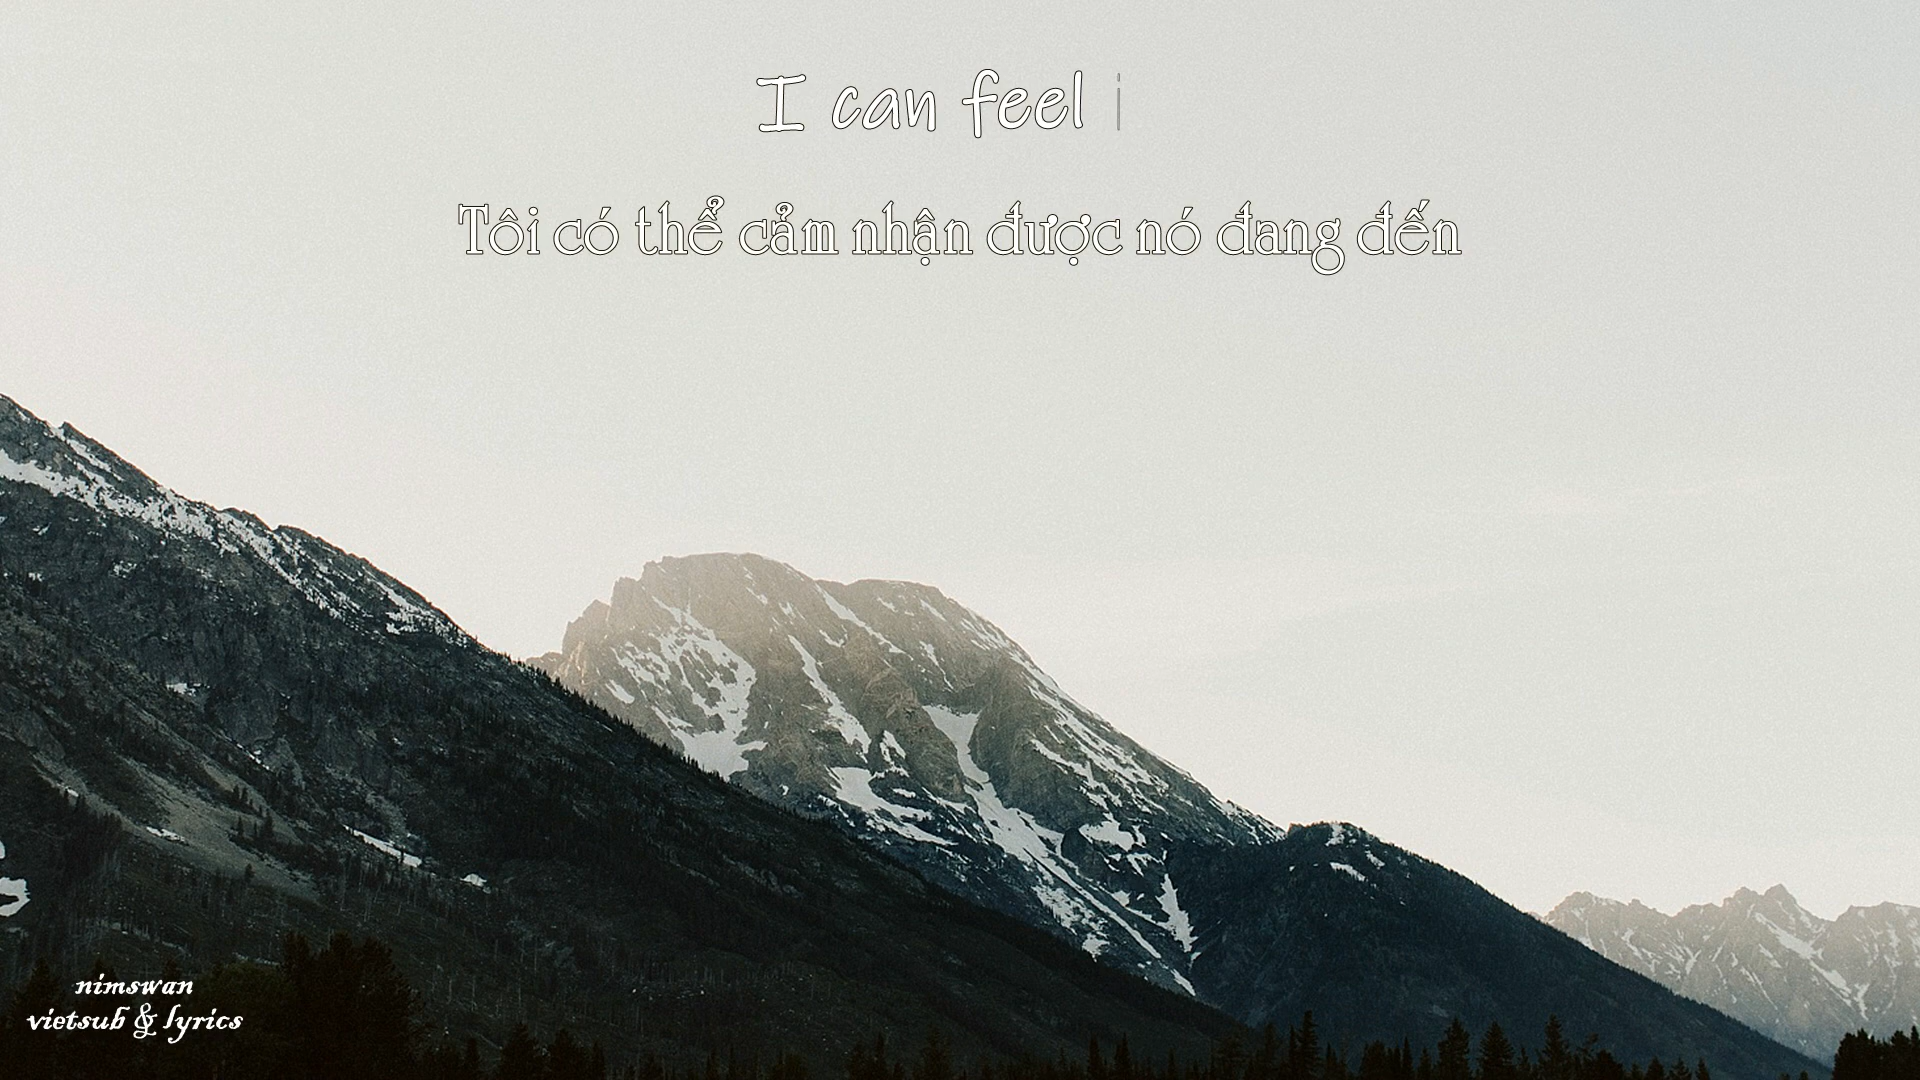 I can feel i
Tôi có thể cảm nhận được nó đang đến
nimswan
vietsub & lyrics